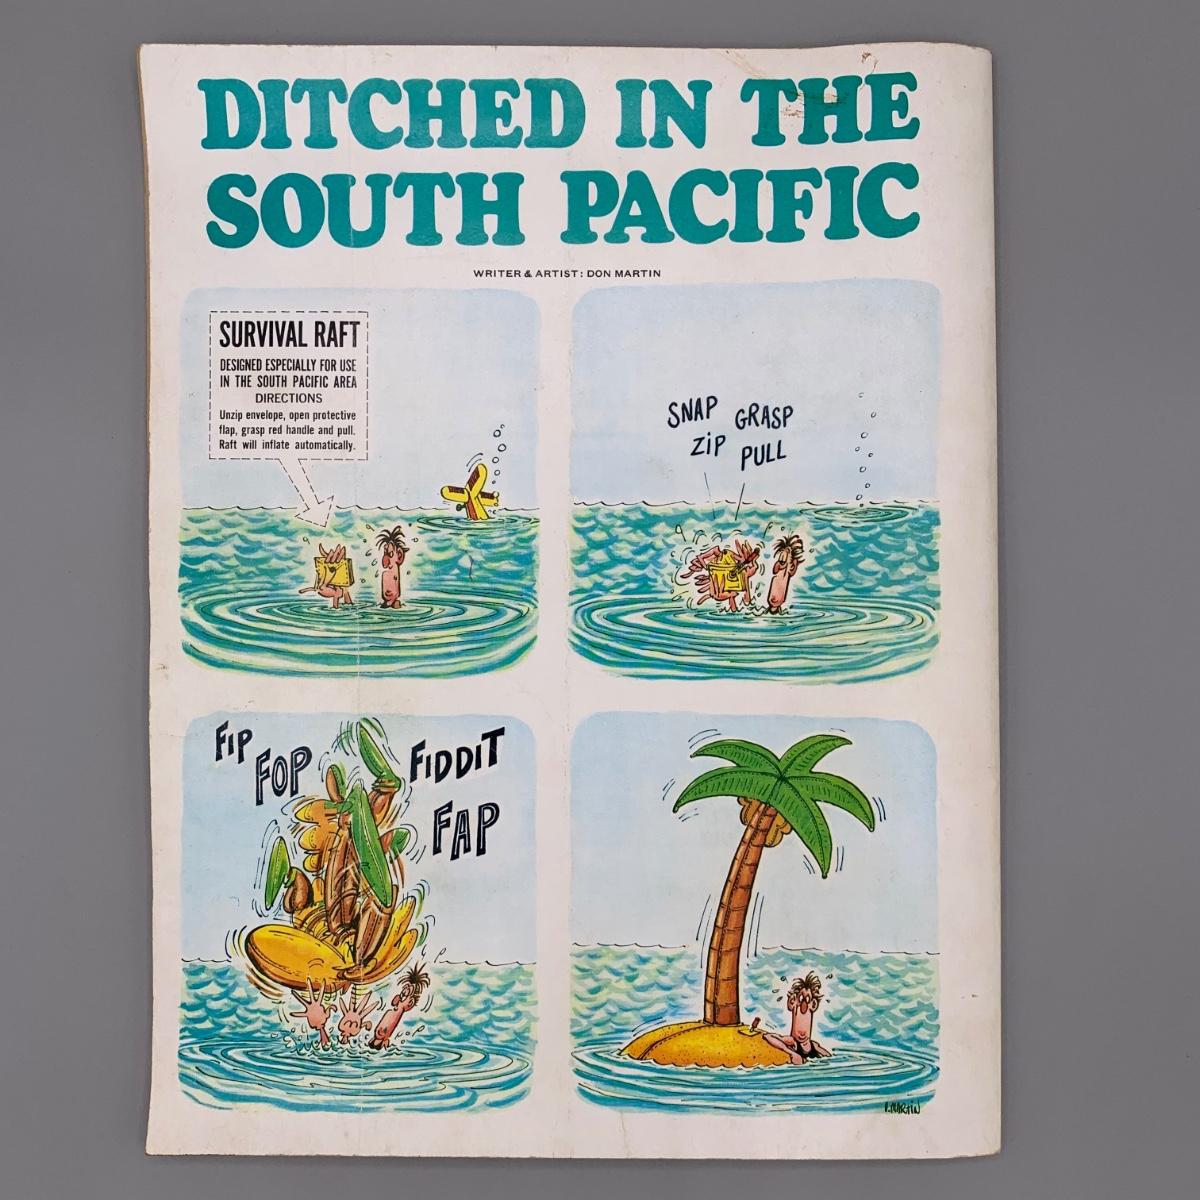 DITCHED IN THE
SOUTH PACIFIC
WRITER & ARTIST: DON MARTIN
SURVIVAL RAFT
DESIGNED ESPECIALLY FOR USE
IN THE SOUTH PACIFIC AREA
DIRECTIONS
Unzip envelope, open protective
flap, grasp red handle and pull.
Raft will inflate automatically.
SNAP
GRASP
ZIP
PULL
FIP
FOP
FIDDIT
FAP
D.MARTIN